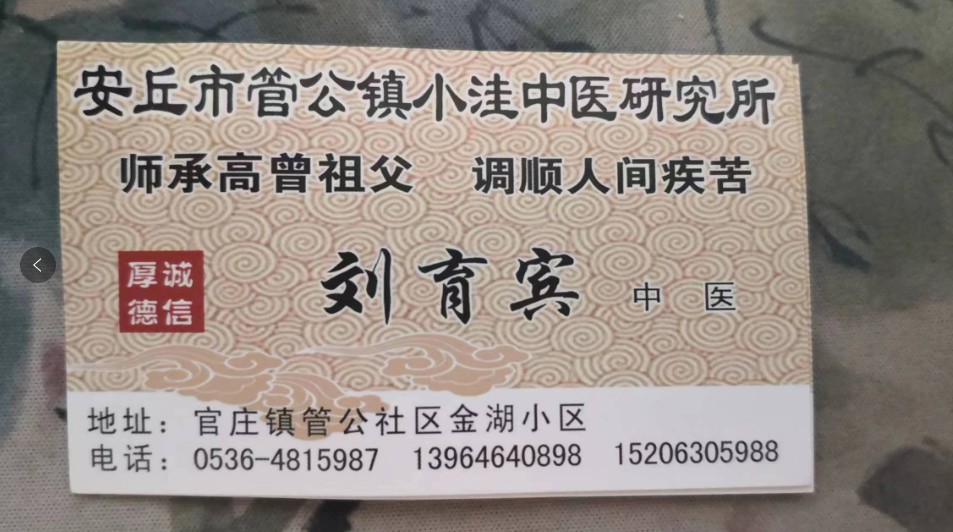 安丘市管公镇小洼中医研究所
师承高曾祖父 调顺人间疾苦
厚诚
德信
刘育宾 中医
地址：官庄镇管公社区金湖小区
电话：0536-4815987 13964640898 15206305988